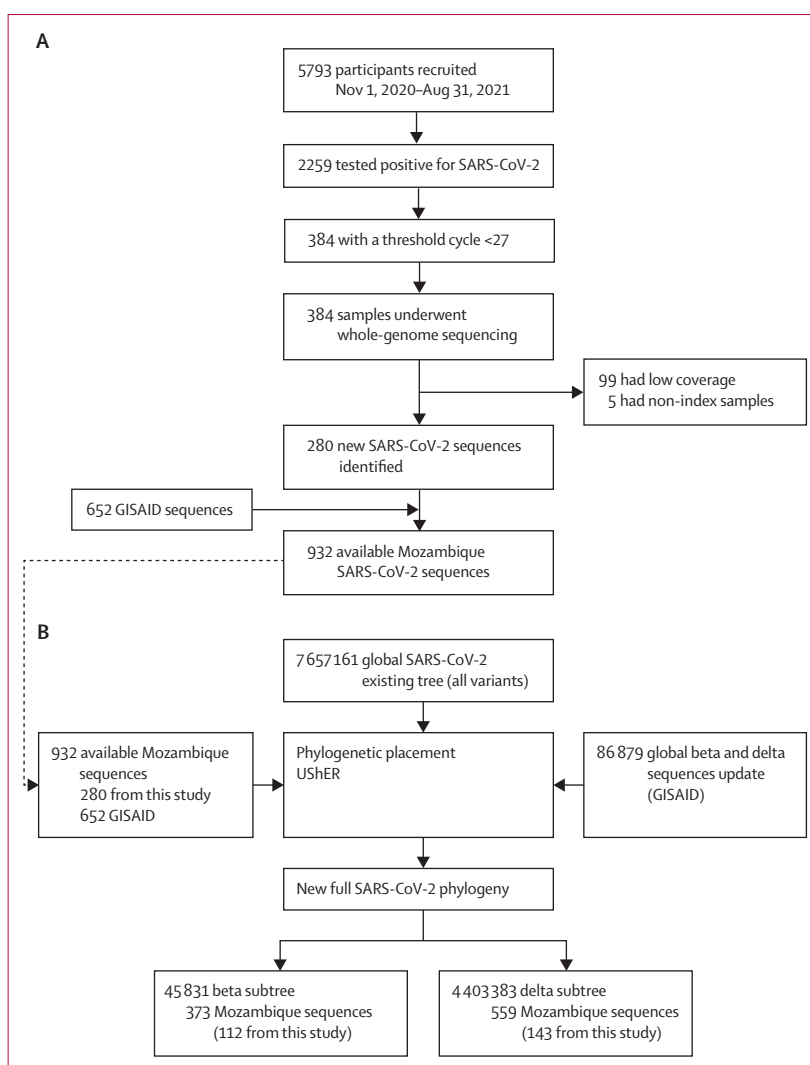 A
5793 participants recruited
Nov 1, 2020–Aug 31, 2021
2259 tested positive for SARS-CoV-2
384 with a threshold cycle <27
384 samples underwent
whole-genome sequencing
99 had low coverage
5 had non-index samples
280 new SARS-CoV-2 sequences
identified
652 GISAID sequences
932 available Mozambique
SARS-CoV-2 sequences
B
7 657 161 global SARS-CoV-2
existing tree (all variants)
932 available Mozambique
sequences
280 from this study
652 GISAID
Phylogenetic placement
UShER
86 879 global beta and delta
sequences update
(GISAID)
New full SARS-CoV-2 phylogeny
45 831 beta subtree
373 Mozambique sequences
(112 from this study)
4 403 383 delta subtree
559 Mozambique sequences
(143 from this study)